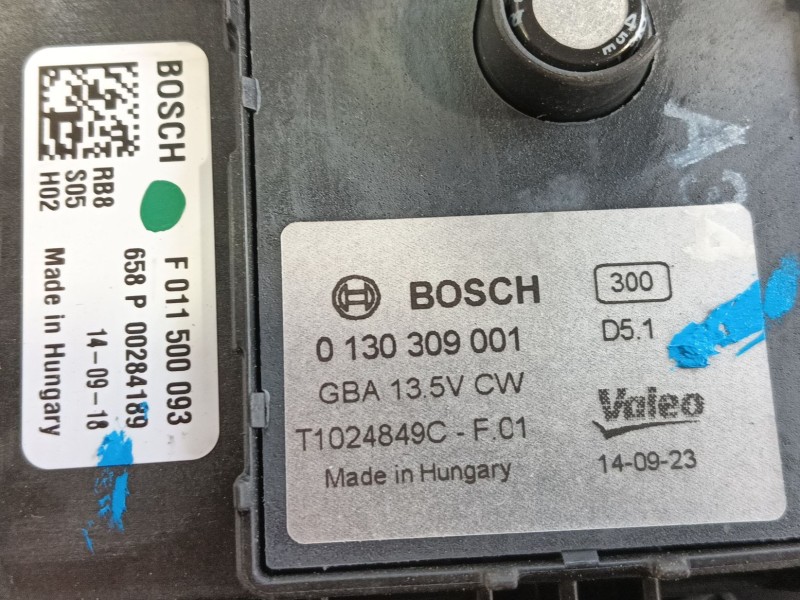 BOSCH
RB8
S05
H02
F 011 500 093
658 P 00284189
14-09-18
Made in Hungary
BOSCH
300
0 130 309 001
D5.1
GBA 13.5V CW
Valeo
T1024849C - F.01
Made in Hungary
14-09-23